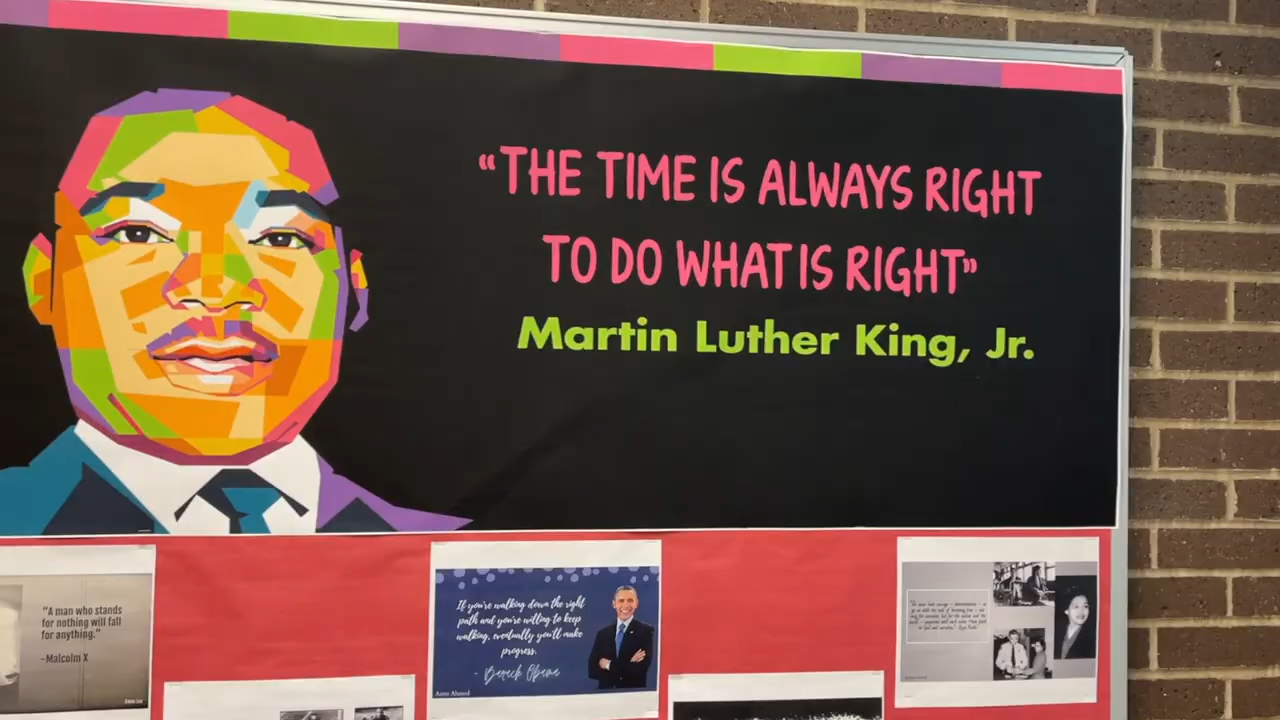 “THE TIME IS ALWAYS RIGHT
TO DO WHAT IS RIGHT”
Martin Luther King, Jr.
"A man who stands
for nothing will fall
for anything."
-Malcolm X
If you're walking down the right
path and you're willing to keep
walking, eventually you'll make
progress.
- Barack Obama